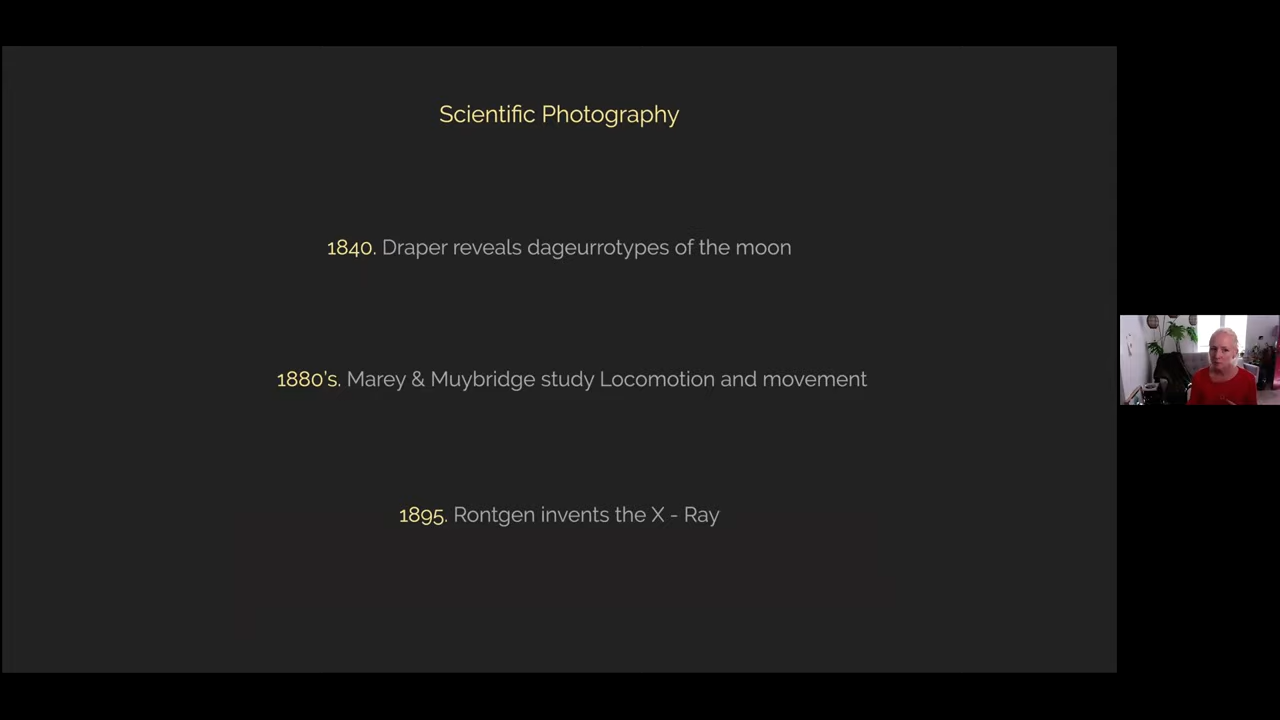 Scientific Photography
1840. Draper reveals dageurrotypes of the moon
1880's. Marey & Muybridge study Locomotion and movement
1895. Rontgen invents the X - Ray